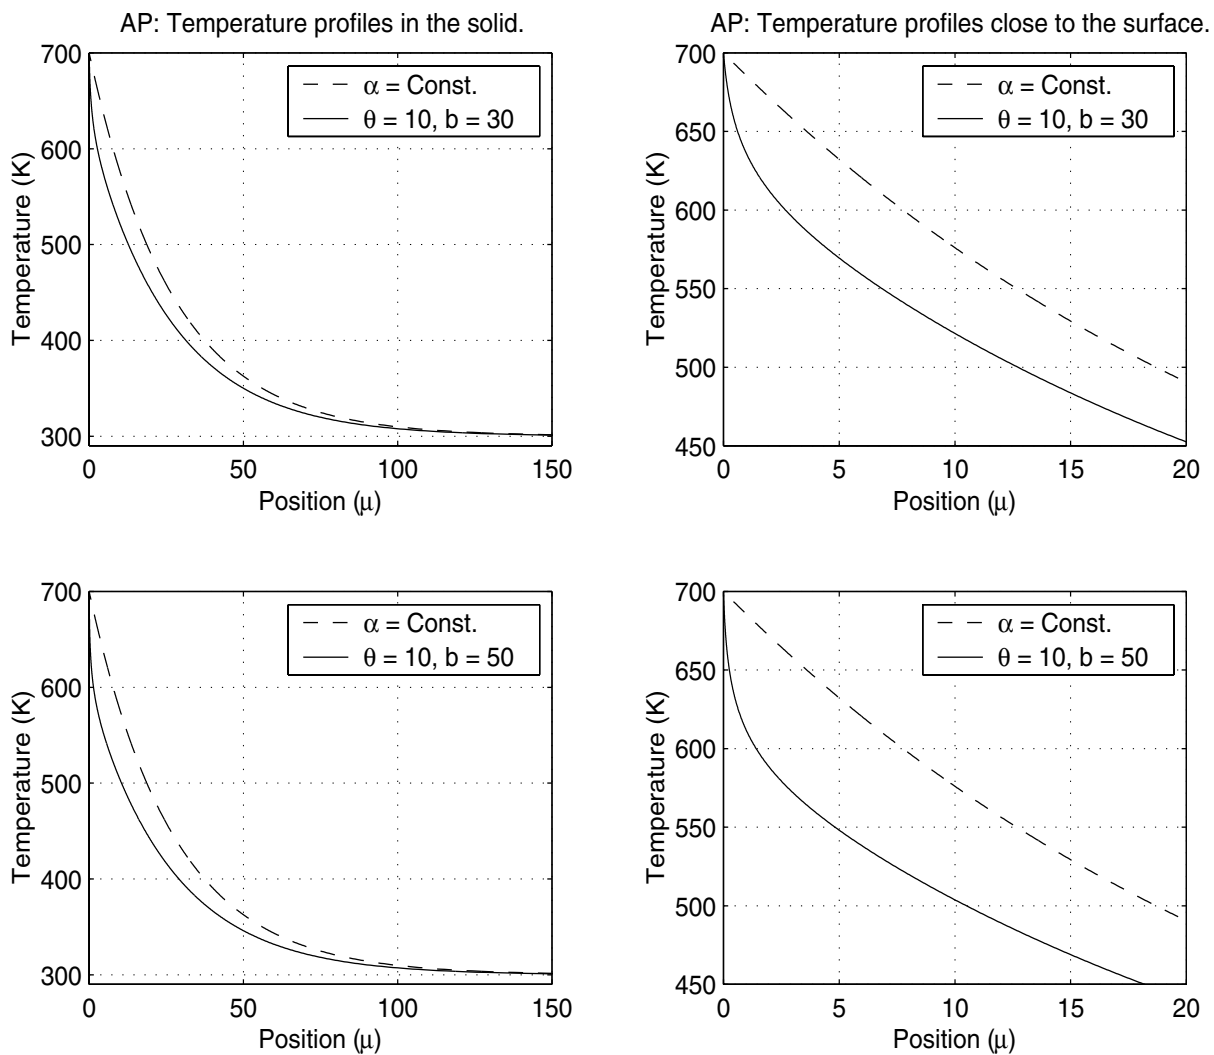 AP: Temperature profiles in the solid.
700
600
500
400
300
Temperature (K)
α = Const.
θ = 10, b = 30
0 50 100 150
Position (μ)
AP: Temperature profiles close to the surface.
700
650
600
550
500
450
Temperature (K)
α = Const.
θ = 10, b = 30
0 5 10 15 20
Position (μ)
700
600
500
400
300
Temperature (K)
α = Const.
θ = 10, b = 50
0 50 100 150
Position (μ)
700
650
600
550
500
450
Temperature (K)
α = Const.
θ = 10, b = 50
0 5 10 15 20
Position (μ)